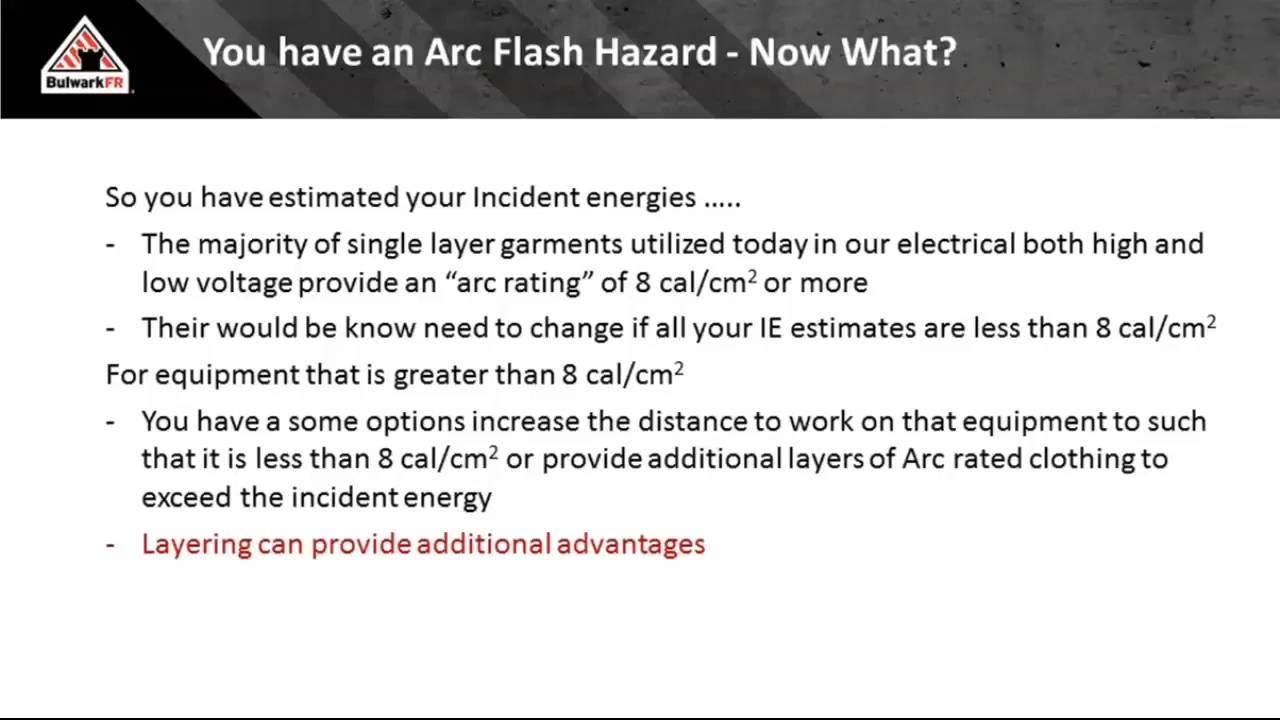 You have an Arc Flash Hazard - Now What?
BulwarkFR
So you have estimated your Incident energies .....
- The majority of single layer garments utilized today in our electrical both high and
low voltage provide an “arc rating” of 8 cal/cm² or more
- Their would be know need to change if all your IE estimates are less than 8 cal/cm²
For equipment that is greater than 8 cal/cm²
- You have a some options increase the distance to work on that equipment to such
that it is less than 8 cal/cm² or provide additional layers of Arc rated clothing to
exceed the incident energy
- Layering can provide additional advantages